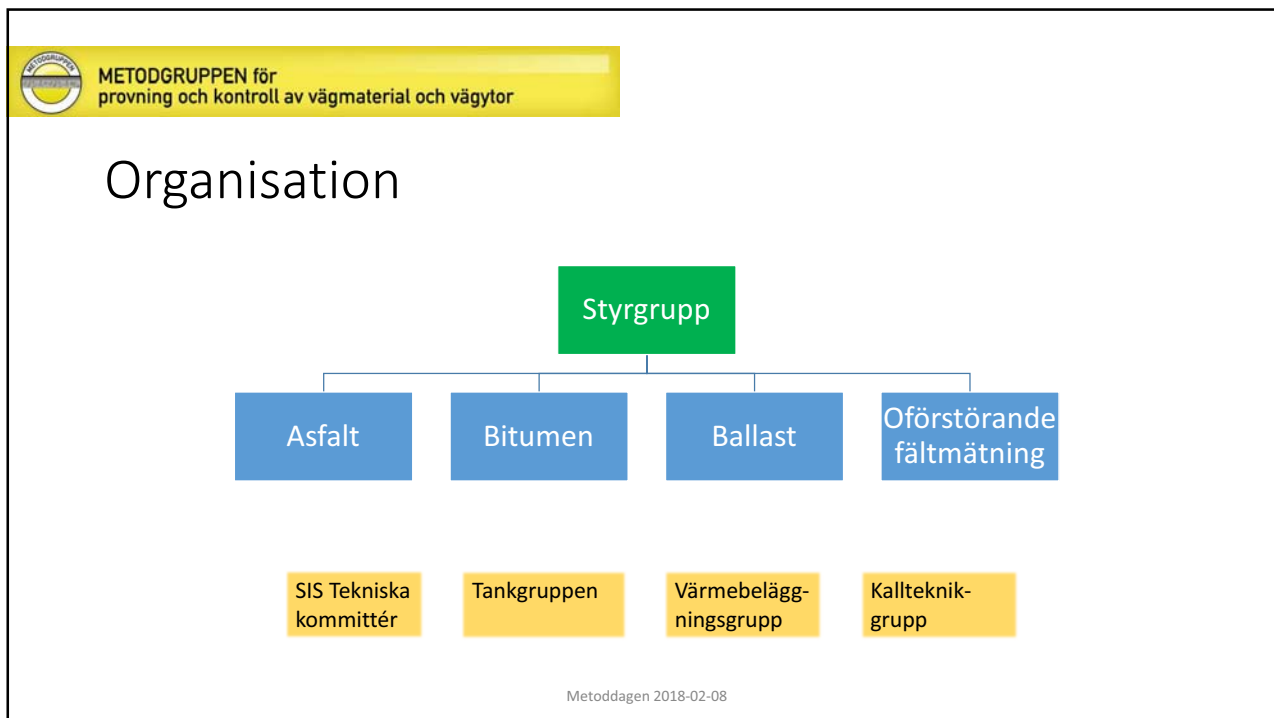 METODGRUPPEN
METODGRUPPEN för
provning och kontroll av vägmaterial och vägytor
Organisation
Styrgrupp
Asfalt
Bitumen
Ballast
Oförstörande
fältmätning
SIS Tekniska
kommittér
Tankgruppen
Värmebelägg-
ningsgrupp
Kallteknik-
grupp
Metoddagen 2018-02-08